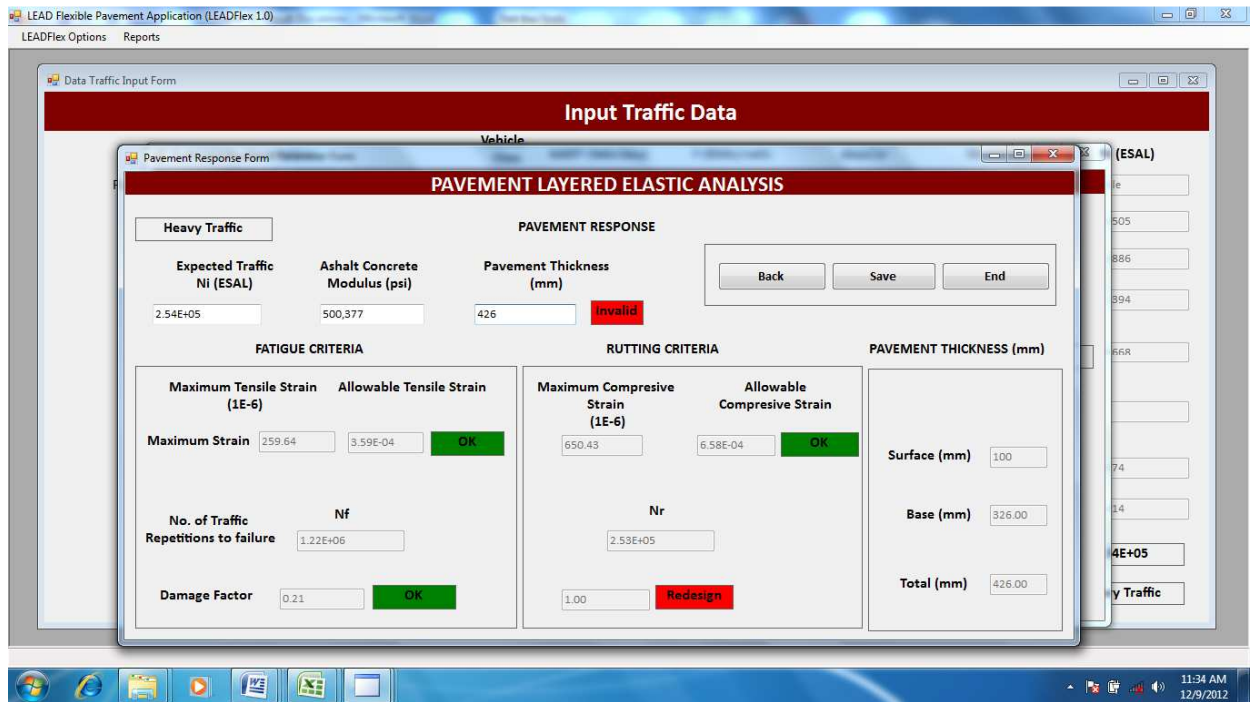 LEAD Flexible Pavement Application (LEADFlex 1.0)
LEADFlex Options Reports
Data Traffic Input Form
Input Traffic Data
Vehicle
(ESAL)
Pavement Response Form
PAVEMENT LAYERED ELASTIC ANALYSIS
Heavy Traffic
PAVEMENT RESPONSE
Expected Traffic
Ni (ESAL)
Ashalt Concrete
Modulus (psi)
Pavement Thickness
(mm)
Back Save End
2.54E+05 500,377 426 Invalid
FATIGUE CRITERIA RUTTING CRITERIA PAVEMENT THICKNESS (mm)
Maximum Tensile Strain
(1E-6)
Allowable Tensile Strain
Maximum Strain 259.64 3.59E-04 OK
No. of Traffic
Repetitions to failure
Nf
1.22E+06
Damage Factor 0.21 OK
Maximum Compresive
Strain
(1E-6)
Allowable
Compresive Strain
650.43 6.58E-04 OK
Nr
2.53E+05
1.00 Redesign
Surface (mm) 100
Base (mm) 326.00
Total (mm) 426.00
le
505
886
394
668
74
14
4E+05
y Traffic
11:34 AM
12/9/2012